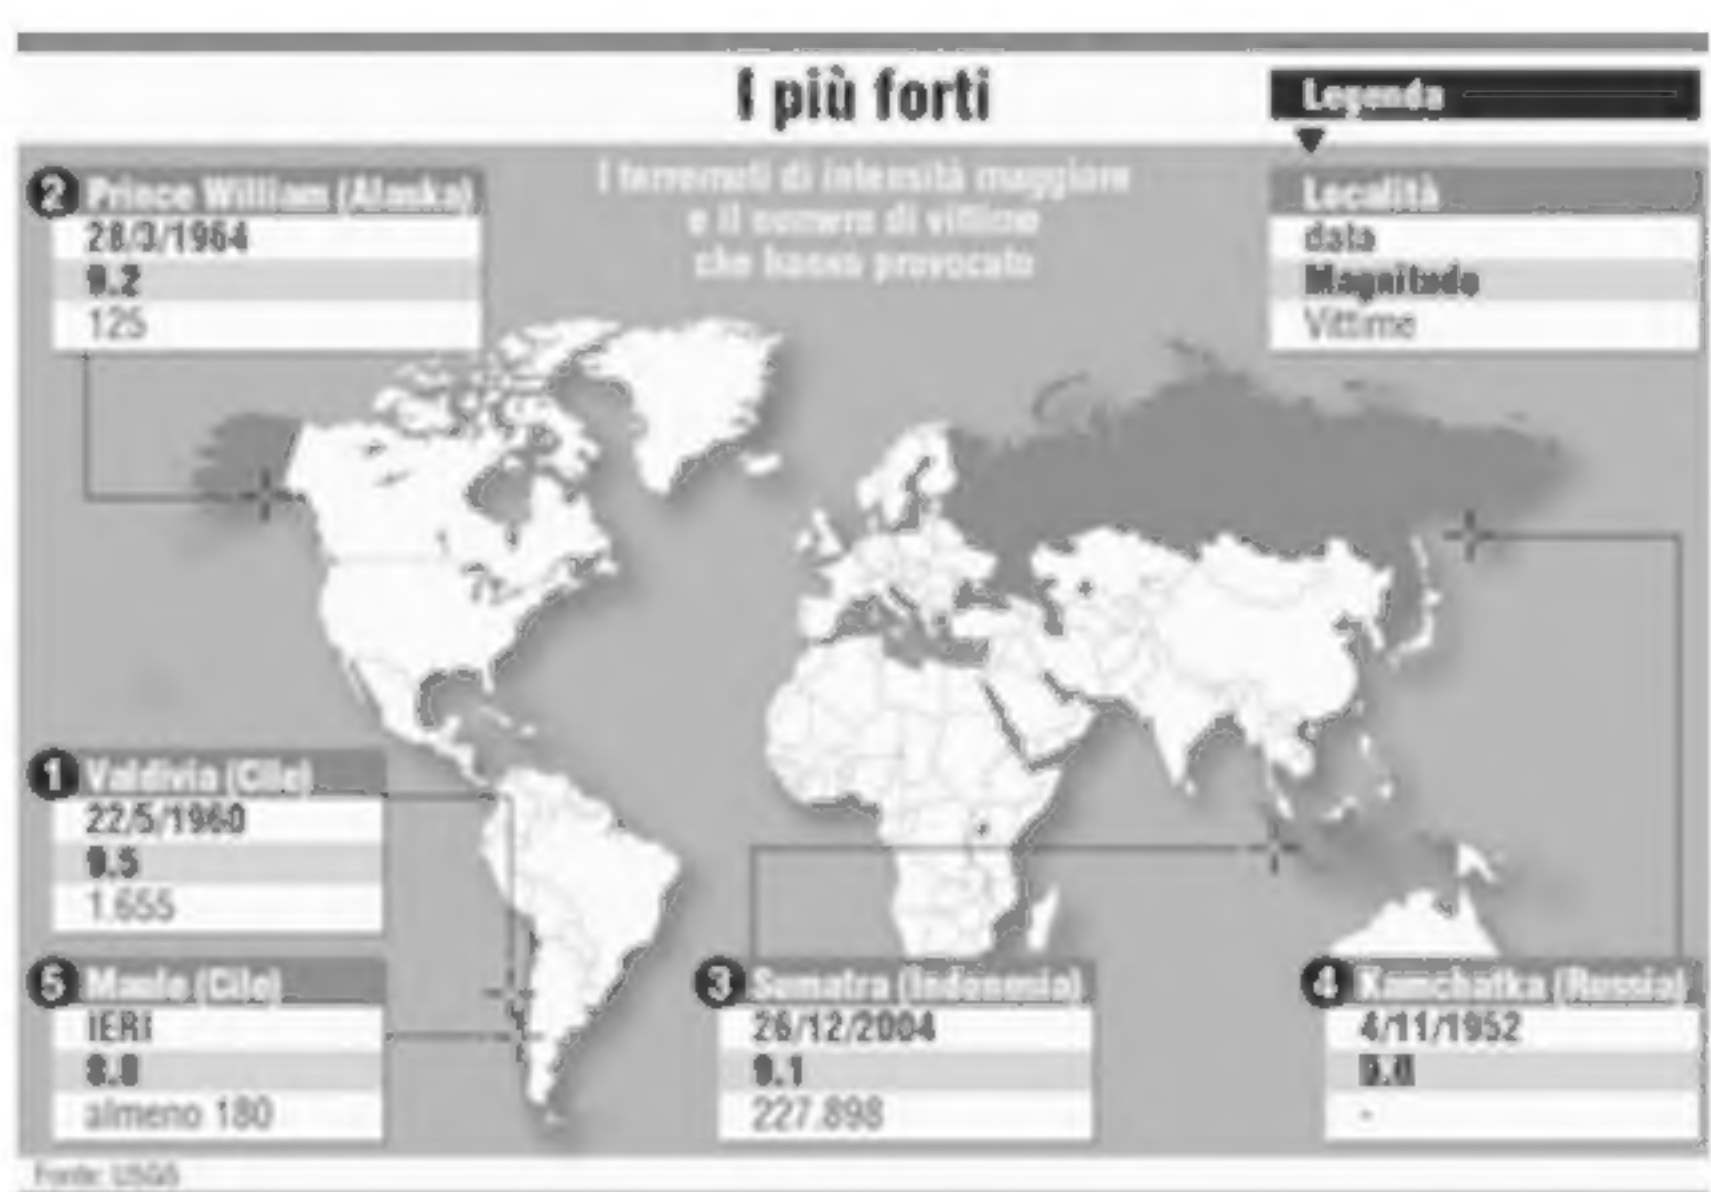 I più forti
Legenda
Località
data
Magnitudo
Vittime
I terremoti di intensità maggiore
e il numero di vittime
che hanno provocato
2 Prince William (Alaska)
28/3/1964
9.2
125
1 Valdivia (Cile)
22/5/1960
9.5
1.655
5 Maule (Cile)
IERI
8.8
almeno 180
3 Sumatra (Indonesia)
26/12/2004
9.1
227.898
4 Kamchatka (Russia)
4/11/1952
9.0
-
Fonte: USGS